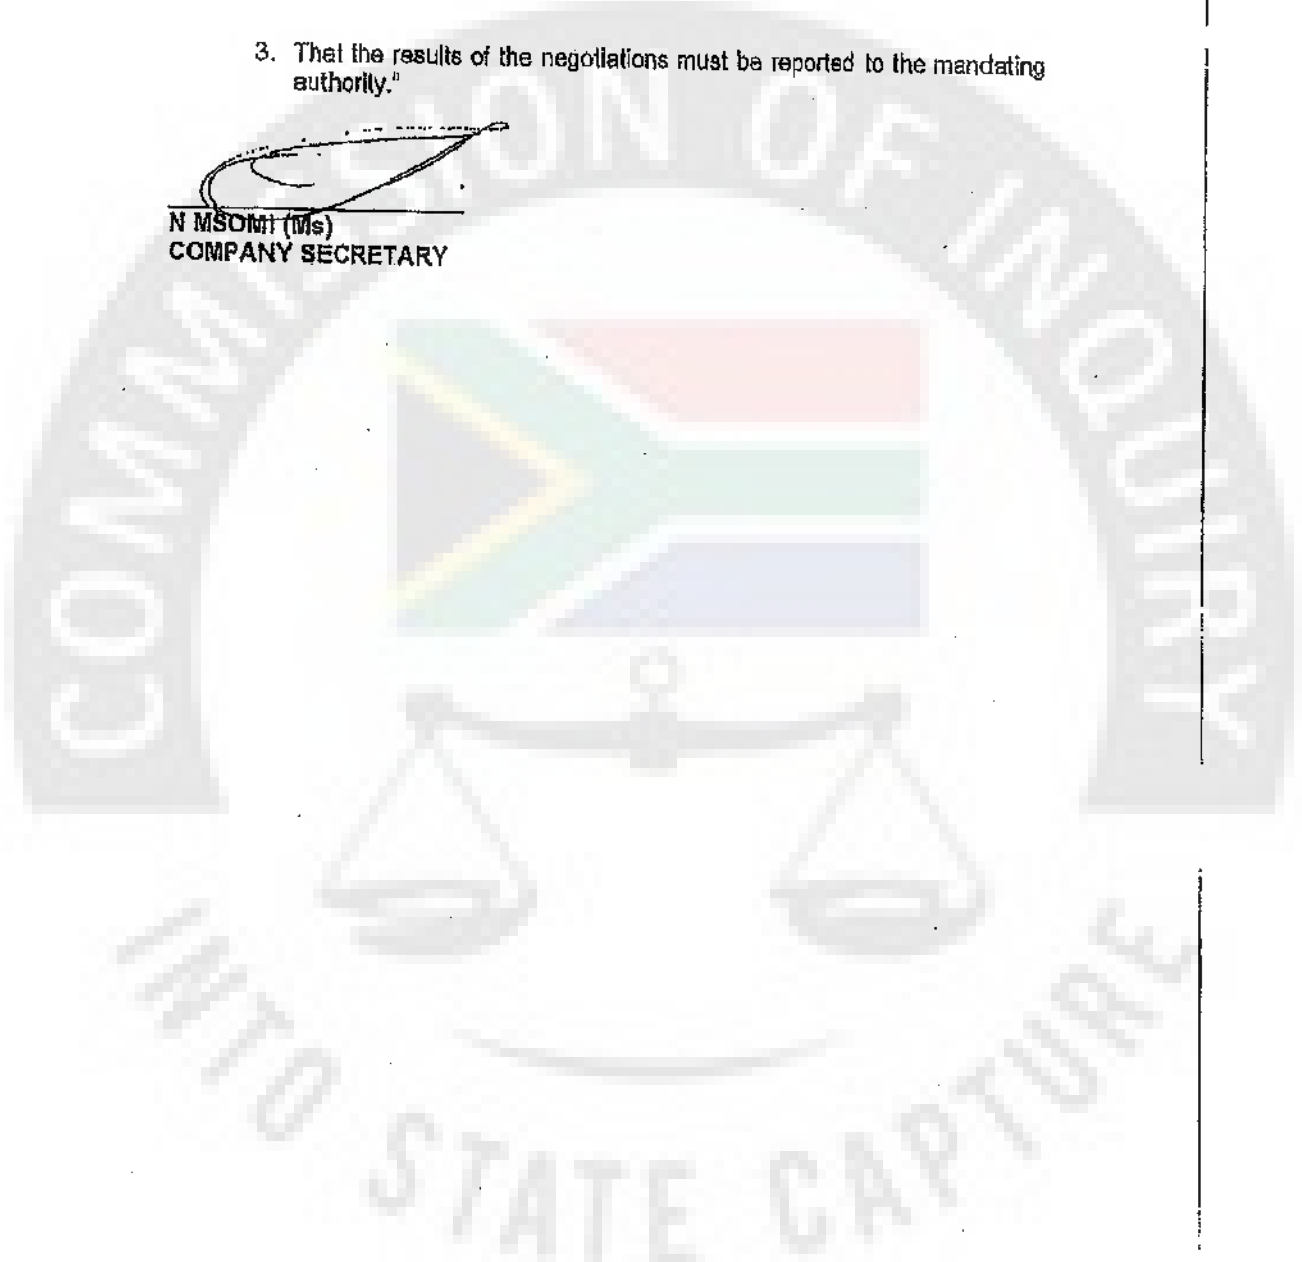 3. That the results of the negotiations must be reported to the mandating
authority."
N MSOMI (Ms)
COMPANY SECRETARY
COMMISSION OF INQUIRY
INTO STATE CAPTURE